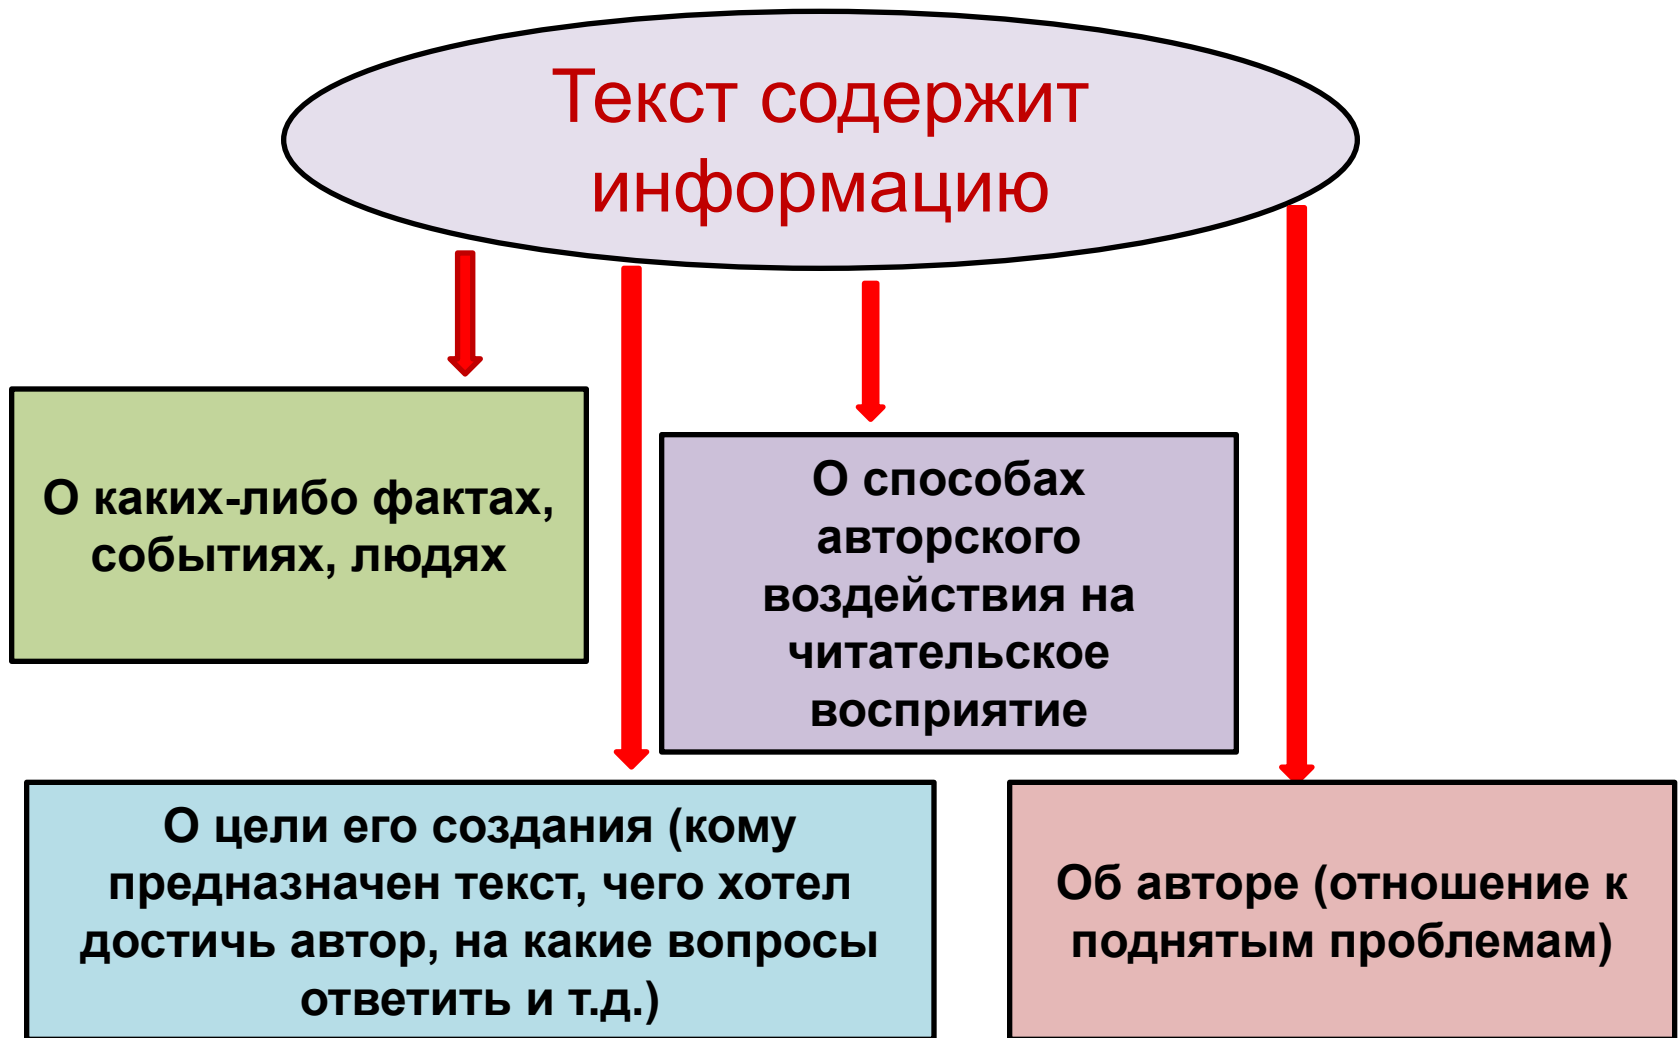 Текст содержит
информацию
О каких-либо фактах,
событиях, людях
О способах
авторского
воздействия на
читательское
восприятие
О цели его создания (кому
предназначен текст, чего хотел
достичь автор, на какие вопросы
ответить и т.д.)
Об авторе (отношение к
поднятым проблемам)